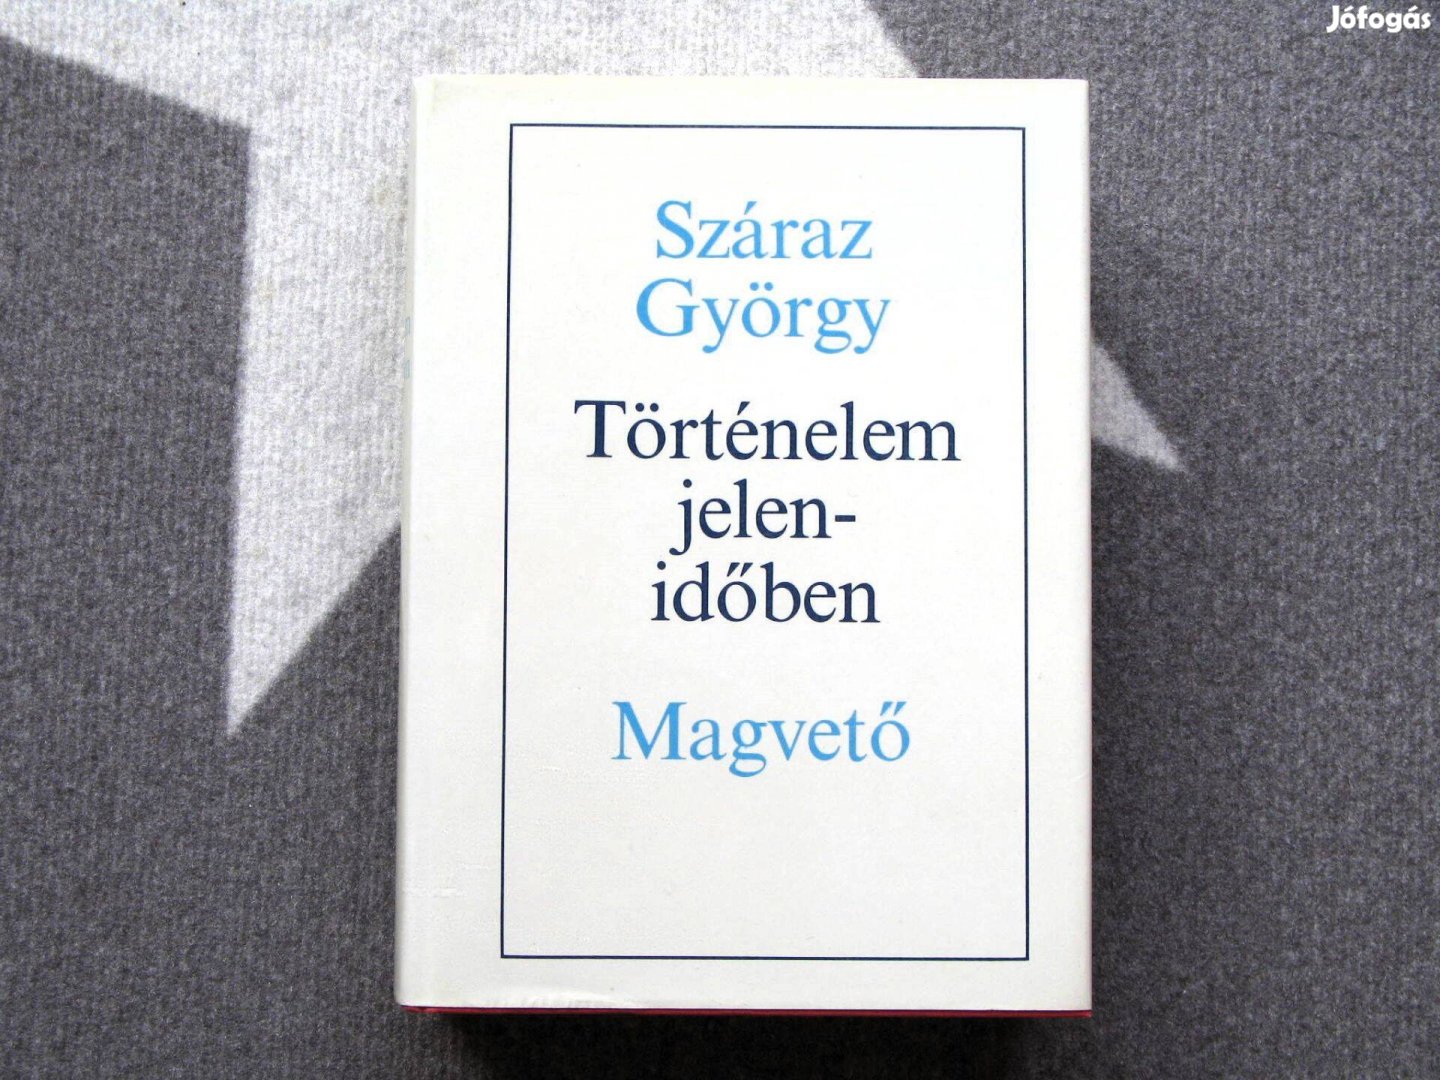 Jófogás
Száraz
György
Történelem
jelen-
időben
Magvető